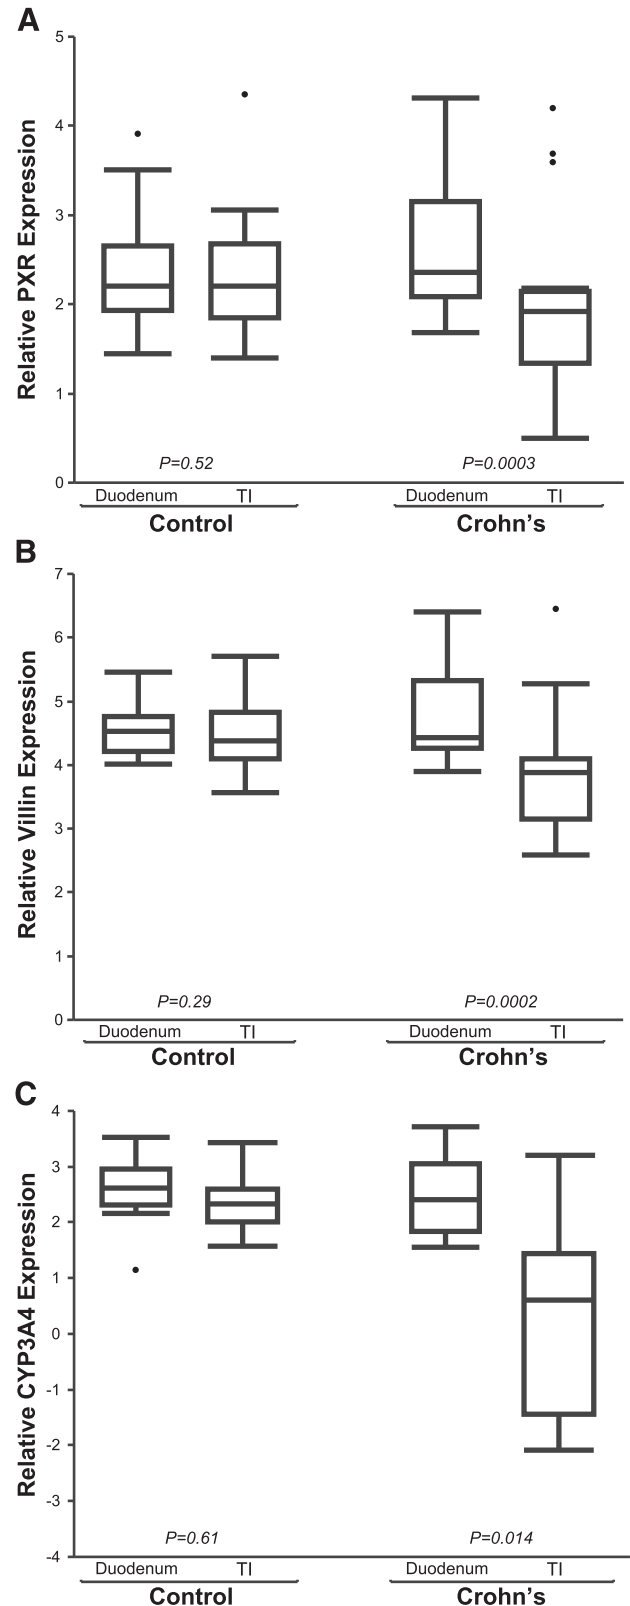 A
Relative PXR Expression
5
4
3
2
1
0
P=0.52
P=0.0003
Duodenum TI
Duodenum TI
Control
Crohn’s
B
Relative Villin Expression
7
6
5
4
3
2
1
0
P=0.29
P=0.0002
Duodenum TI
Duodenum TI
Control
Crohn’s
C
Relative CYP3A4 Expression
4
3
2
1
0
-1
-2
-3
-4
P=0.61
P=0.014
Duodenum TI
Duodenum TI
Control
Crohn’s